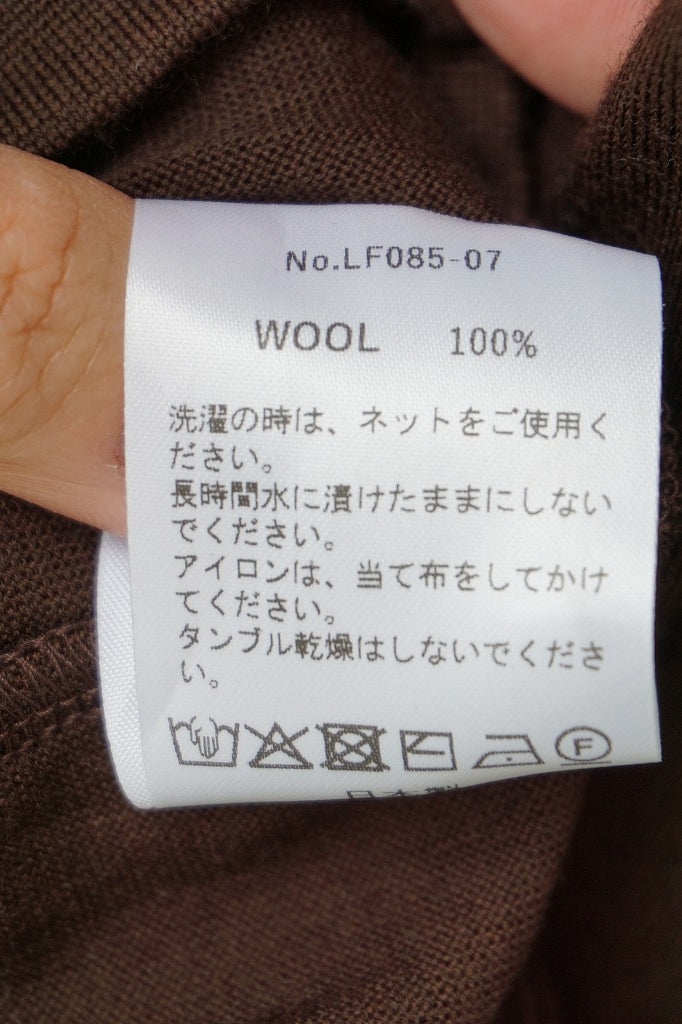 No.LF085-07
WOOL 100%
洗濯の時は、ネットをご使用く
ださい。
長時間水に漬けたままにしない
でください。
アイロンは、当て布をしてかけ
てください。
タンブル乾燥はしないでくださ
い。
F
日本製